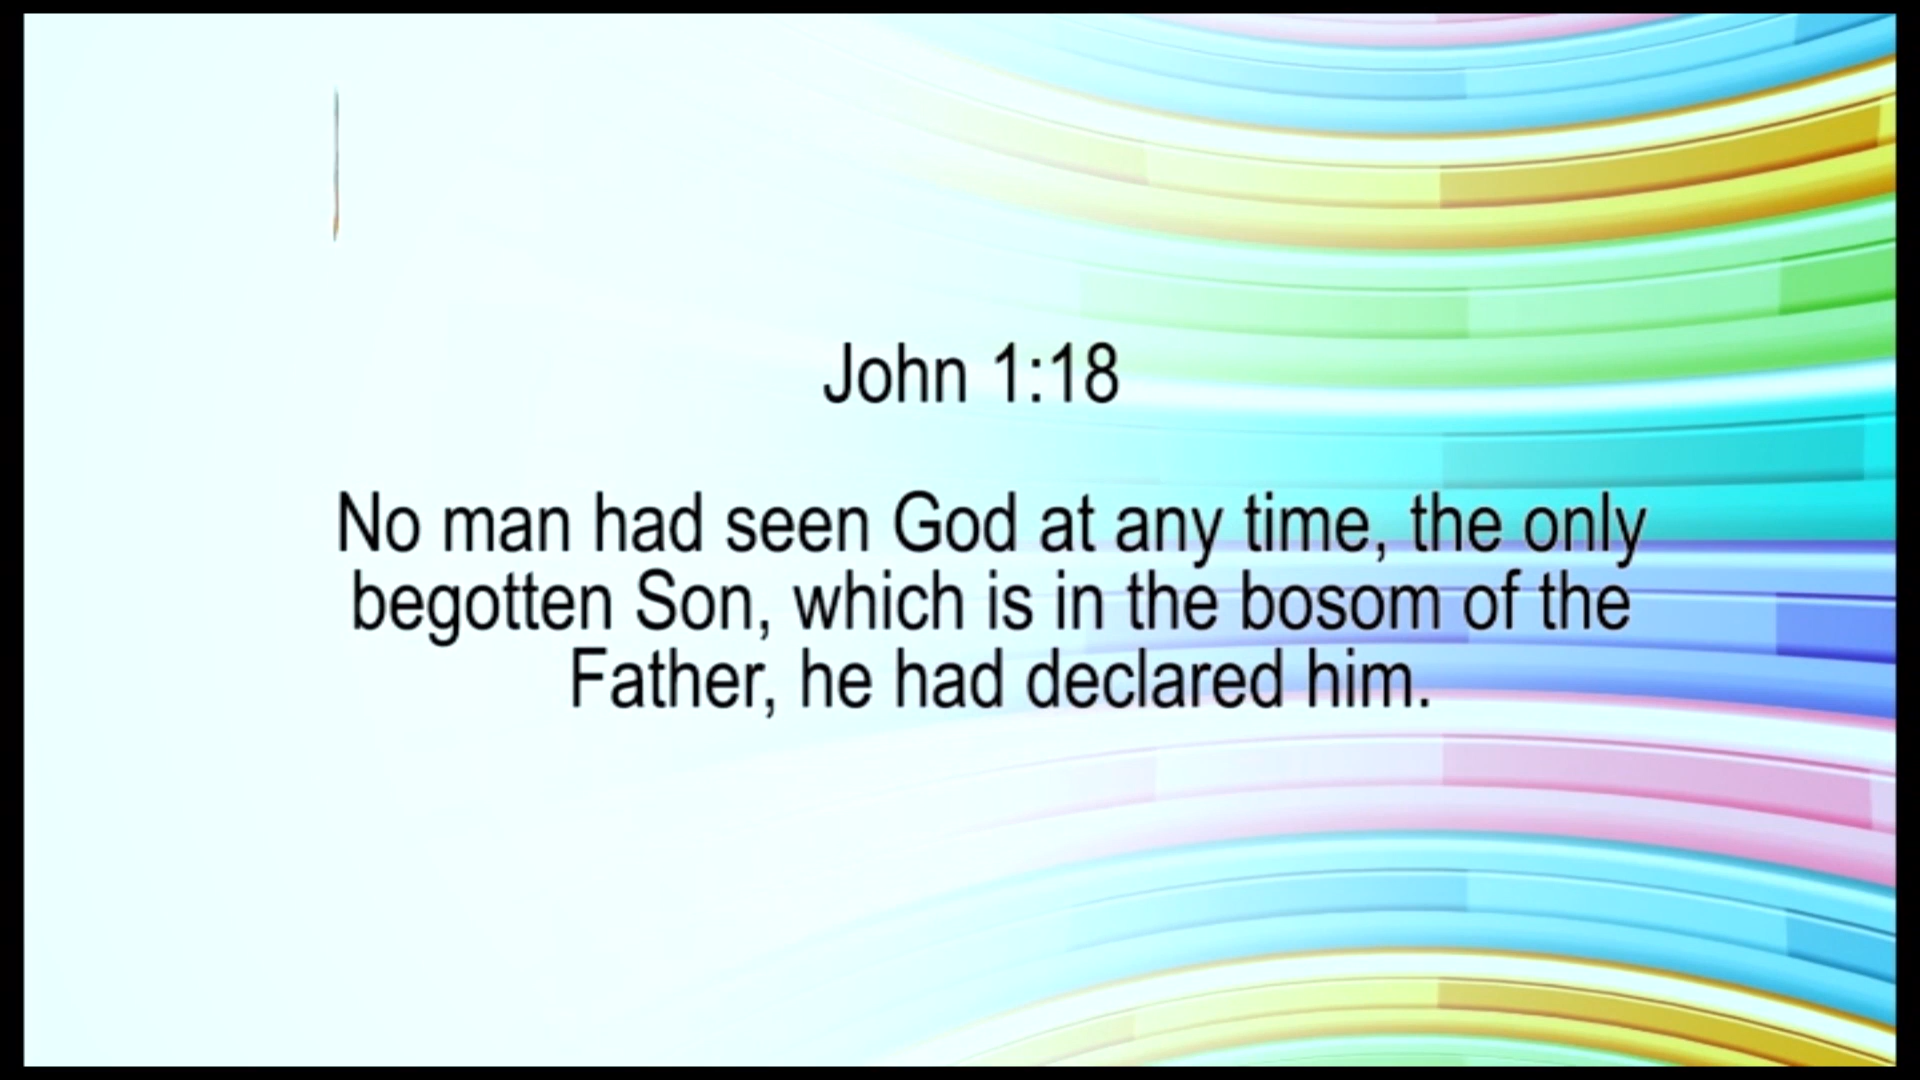 John 1:18
No man had seen God at any time, the only
begotten Son, which is in the bosom of the
Father, he had declared him.